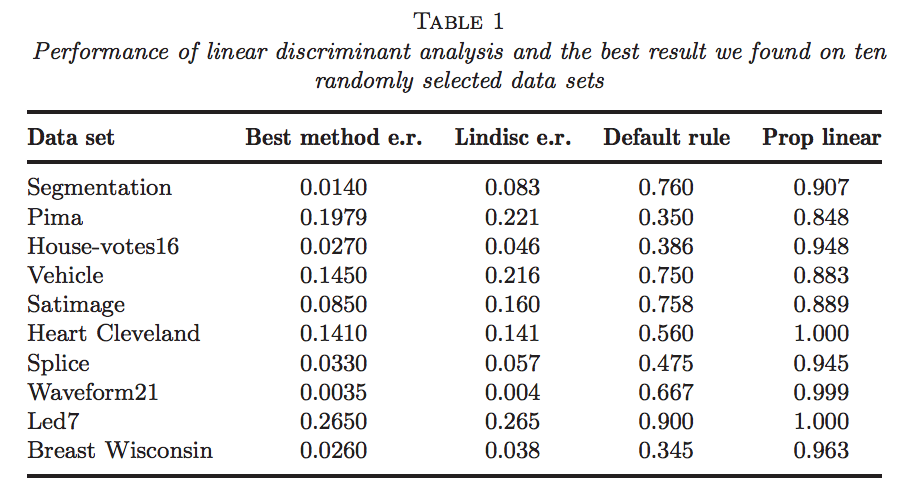 TABLE 1
Performance of linear discriminant analysis and the best result we found on ten
randomly selected data sets
Data set Best method e.r. Lindisc e.r. Default rule Prop linear
Segmentation 0.0140 0.083 0.760 0.907
Pima 0.1979 0.221 0.350 0.848
House-votes16 0.0270 0.046 0.386 0.948
Vehicle 0.1450 0.216 0.750 0.883
Satimage 0.0850 0.160 0.758 0.889
Heart Cleveland 0.1410 0.141 0.560 1.000
Splice 0.0330 0.057 0.475 0.945
Waveform21 0.0035 0.004 0.667 0.999
Led7 0.2650 0.265 0.900 1.000
Breast Wisconsin 0.0260 0.038 0.345 0.963